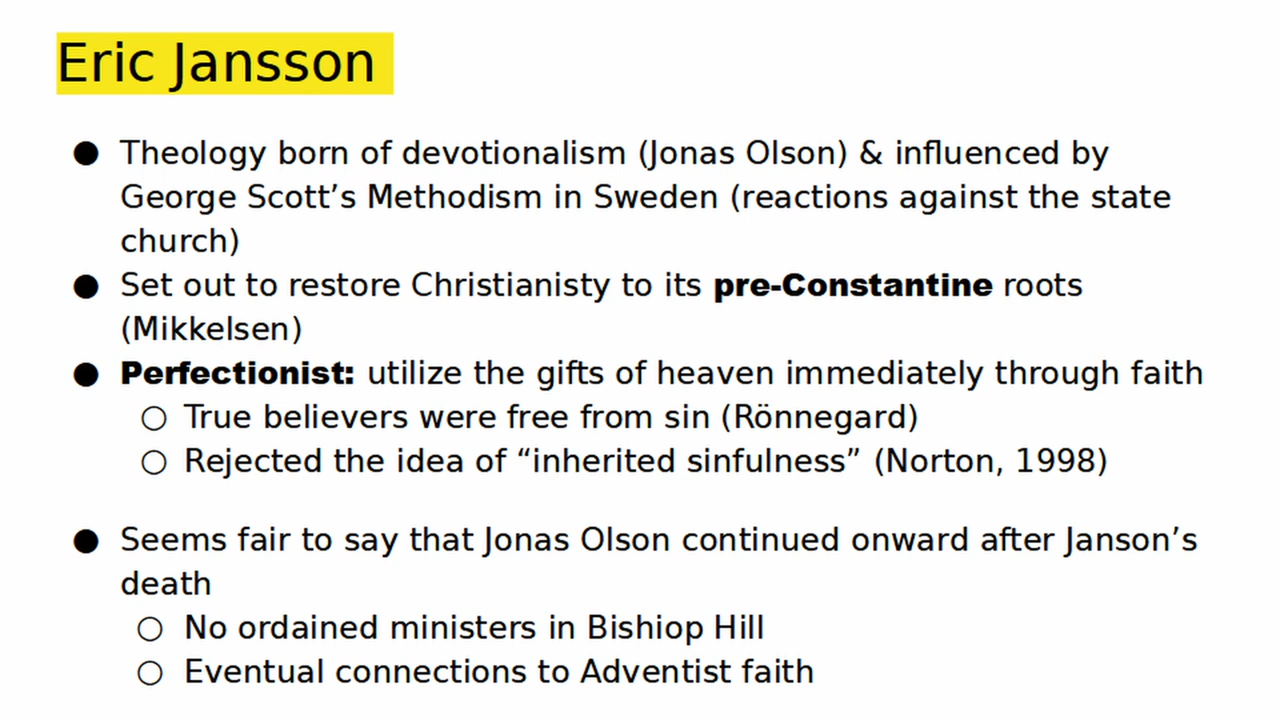 Eric Jansson
● Theology born of devotionalism (Jonas Olson) & influenced by
George Scott’s Methodism in Sweden (reactions against the state
church)
● Set out to restore Christianisty to its pre-Constantine roots
(Mikkelsen)
● Perfectionist: utilize the gifts of heaven immediately through faith
○ True believers were free from sin (Rönnegard)
○ Rejected the idea of “inherited sinfulness” (Norton, 1998)
● Seems fair to say that Jonas Olson continued onward after Janson’s
death
○ No ordained ministers in Bishiop Hill
○ Eventual connections to Adventist faith